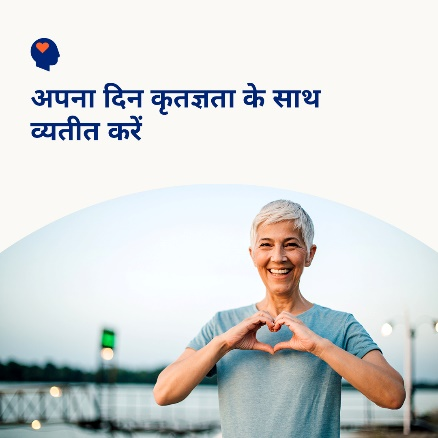 अपना दिन कृतज्ञता के साथ
व्यतीत करें